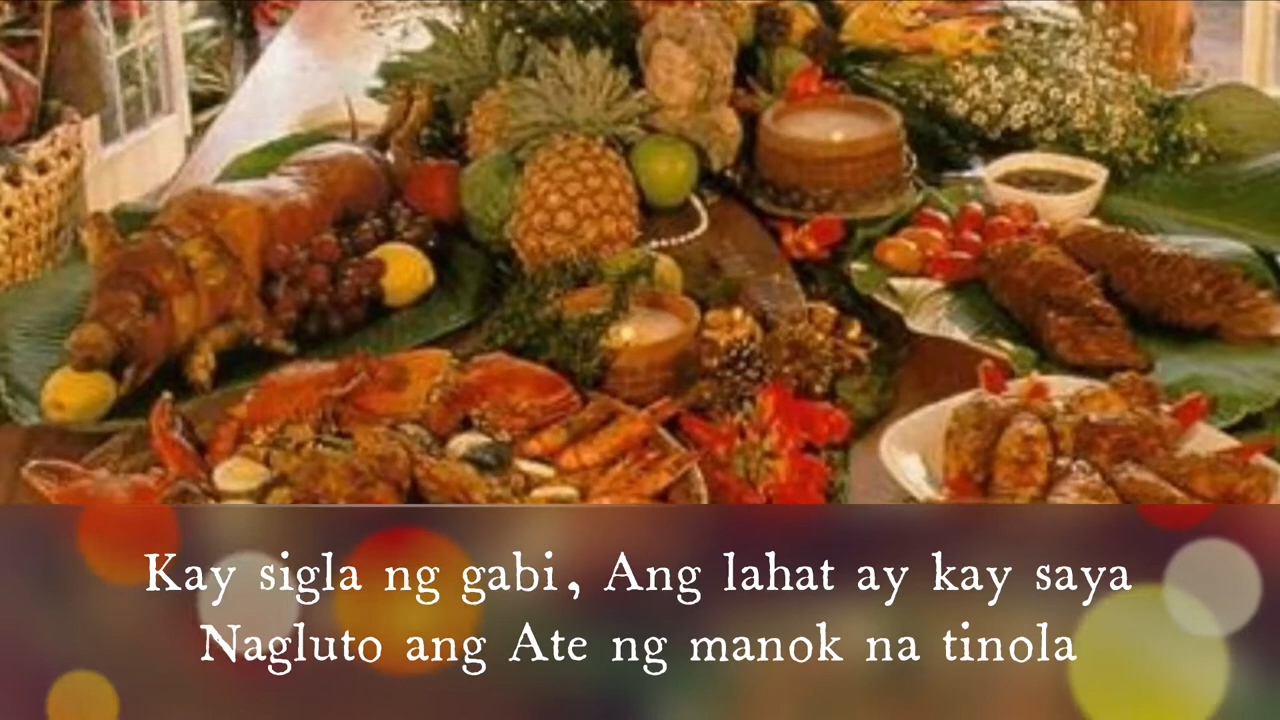 Kay sigla ng gabi, Ang lahat ay kay saya
Nagluto ang Ate ng manok na tinola